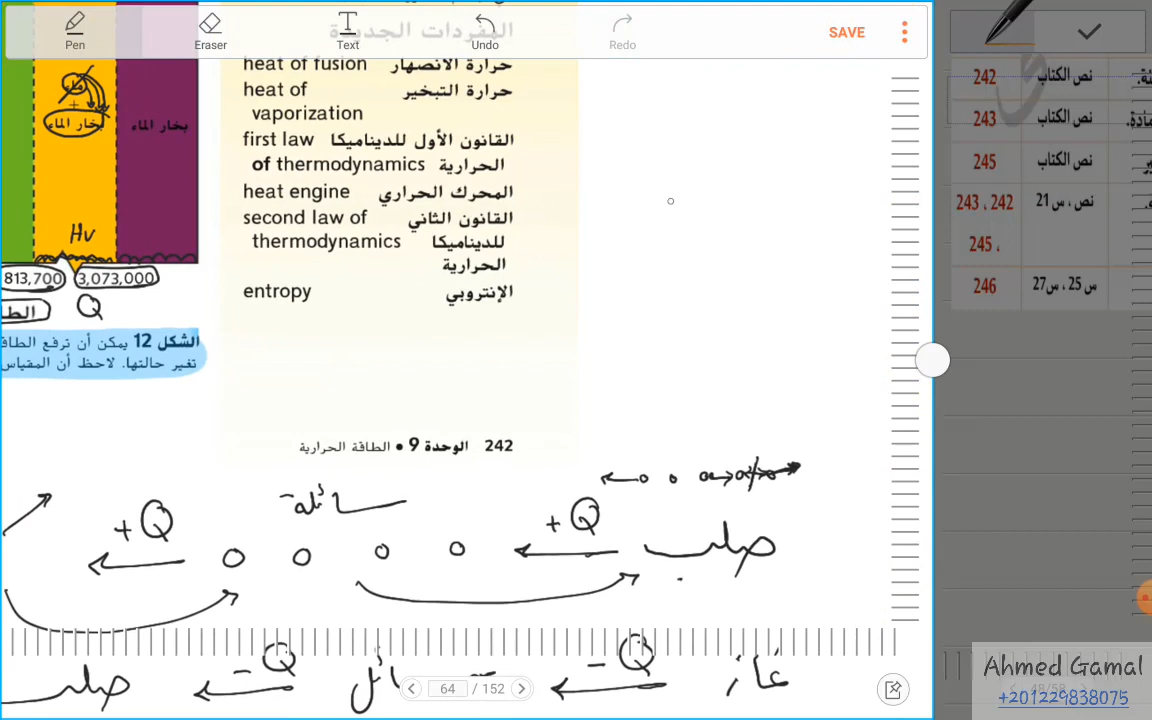 Pen
Eraser
Text
Undo
Redo
SAVE
المفردات الجديدة
heat of fusion حرارة الانصهار
heat of حرارة التبخير
vaporization
first law القانون الأول للديناميكا
of thermodynamics الحرارية
heat engine المحرك الحراري
second law of القانون الثاني
thermodynamics للديناميكا
الحرارية
entropy الإنتروبي
242 الوحدة 9 • الطاقة الحرارية
+
بخار الماء
بخار الماء
Hv
813,700 3,073,000
Q
الشكل 12 يمكن أن ترفع الطاقة
تغير حالتها. لاحظ أن المقياس
صلب
+Q
سائلة
+Q
غاز
-Q
سائل
-Q
صلب
64 / 152
نص الكتاب 242
نص الكتاب 243
نص الكتاب 245
نص، س21 242 ، 243
، 245
س 25 ، س27 246
Ahmed Gamal
+201229838075